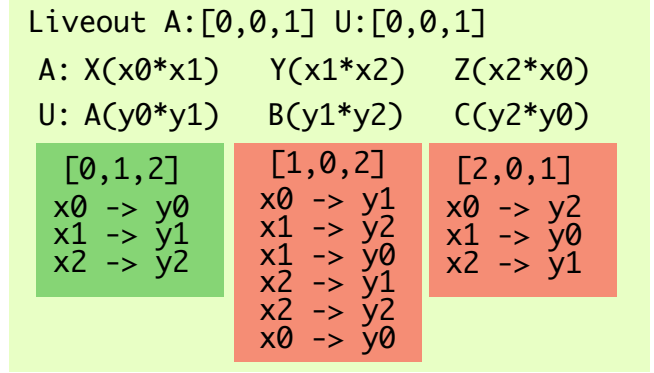 Liveout A:[0,0,1] U:[0,0,1]
A: X(x0*x1) Y(x1*x2) Z(x2*x0)
U: A(y0*y1) B(y1*y2) C(y2*y0)
[0,1,2]
x0 -> y0
x1 -> y1
x2 -> y2
[1,0,2]
x0 -> y1
x1 -> y2
x1 -> y0
x2 -> y1
x2 -> y2
x0 -> y0
[2,0,1]
x0 -> y2
x1 -> y0
x2 -> y1